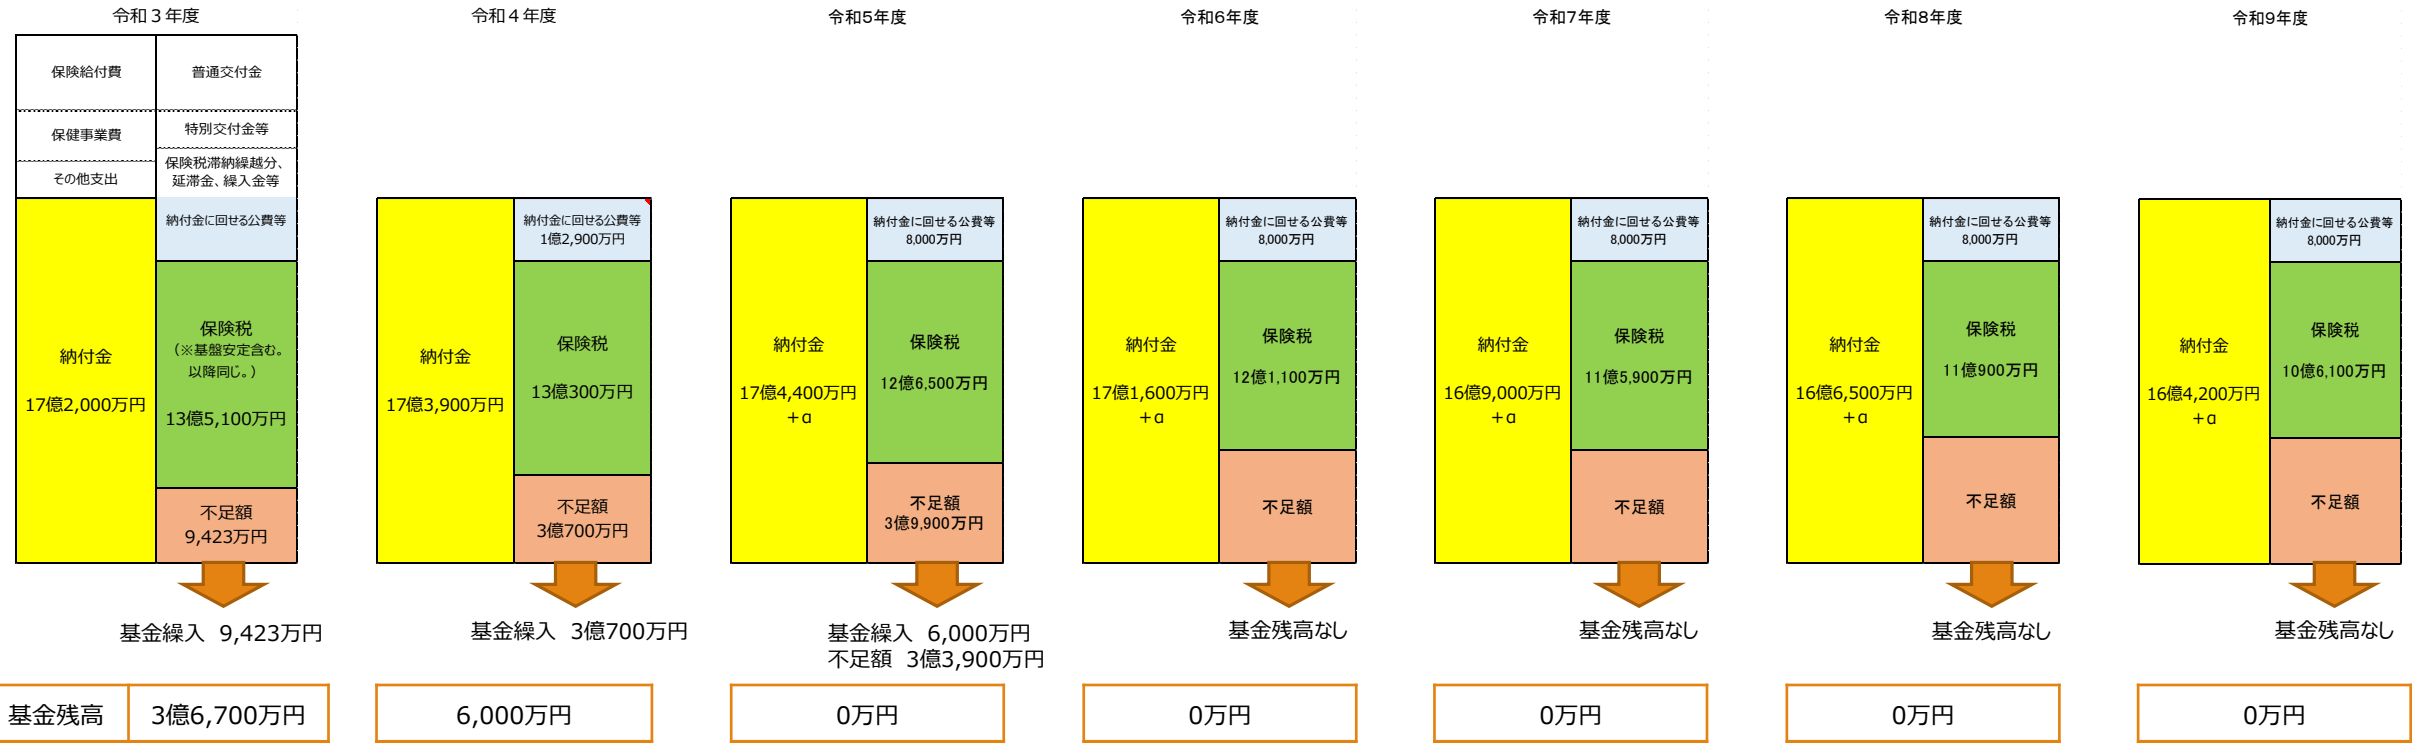 令和３年度
保険給付費
普通交付金
保健事業費
特別交付金等
その他支出
保険税滞納繰越分、
延滞金、繰入金等
納付金に回せる公費等
納付金
17億2,000万円
保険税
（※基盤安定含む。
以降同じ。）
13億5,100万円
不足額
9,423万円
基金繰入 9,423万円
基金残高
3億6,700万円
令和４年度
納付金に回せる公費等
1億2,900万円
納付金
17億3,900万円
保険税
13億300万円
不足額
3億700万円
基金繰入 3億700万円
6,000万円
令和5年度
納付金に回せる公費等
8,000万円
納付金
17億4,400万円
＋α
保険税
12億6,500万円
不足額
3億9,900万円
基金繰入 6,000万円
不足額 3億3,900万円
0万円
令和6年度
納付金に回せる公費等
8,000万円
納付金
17億1,600万円
＋α
保険税
12億1,100万円
不足額
基金残高なし
0万円
令和7年度
納付金に回せる公費等
8,000万円
納付金
16億9,000万円
＋α
保険税
11億5,900万円
不足額
基金残高なし
0万円
令和8年度
納付金に回せる公費等
8,000万円
納付金
16億6,500万円
＋α
保険税
11億900万円
不足額
基金残高なし
0万円
令和9年度
納付金に回せる公費等
8,000万円
納付金
16億4,200万円
＋α
保険税
10億6,100万円
不足額
基金残高なし
0万円